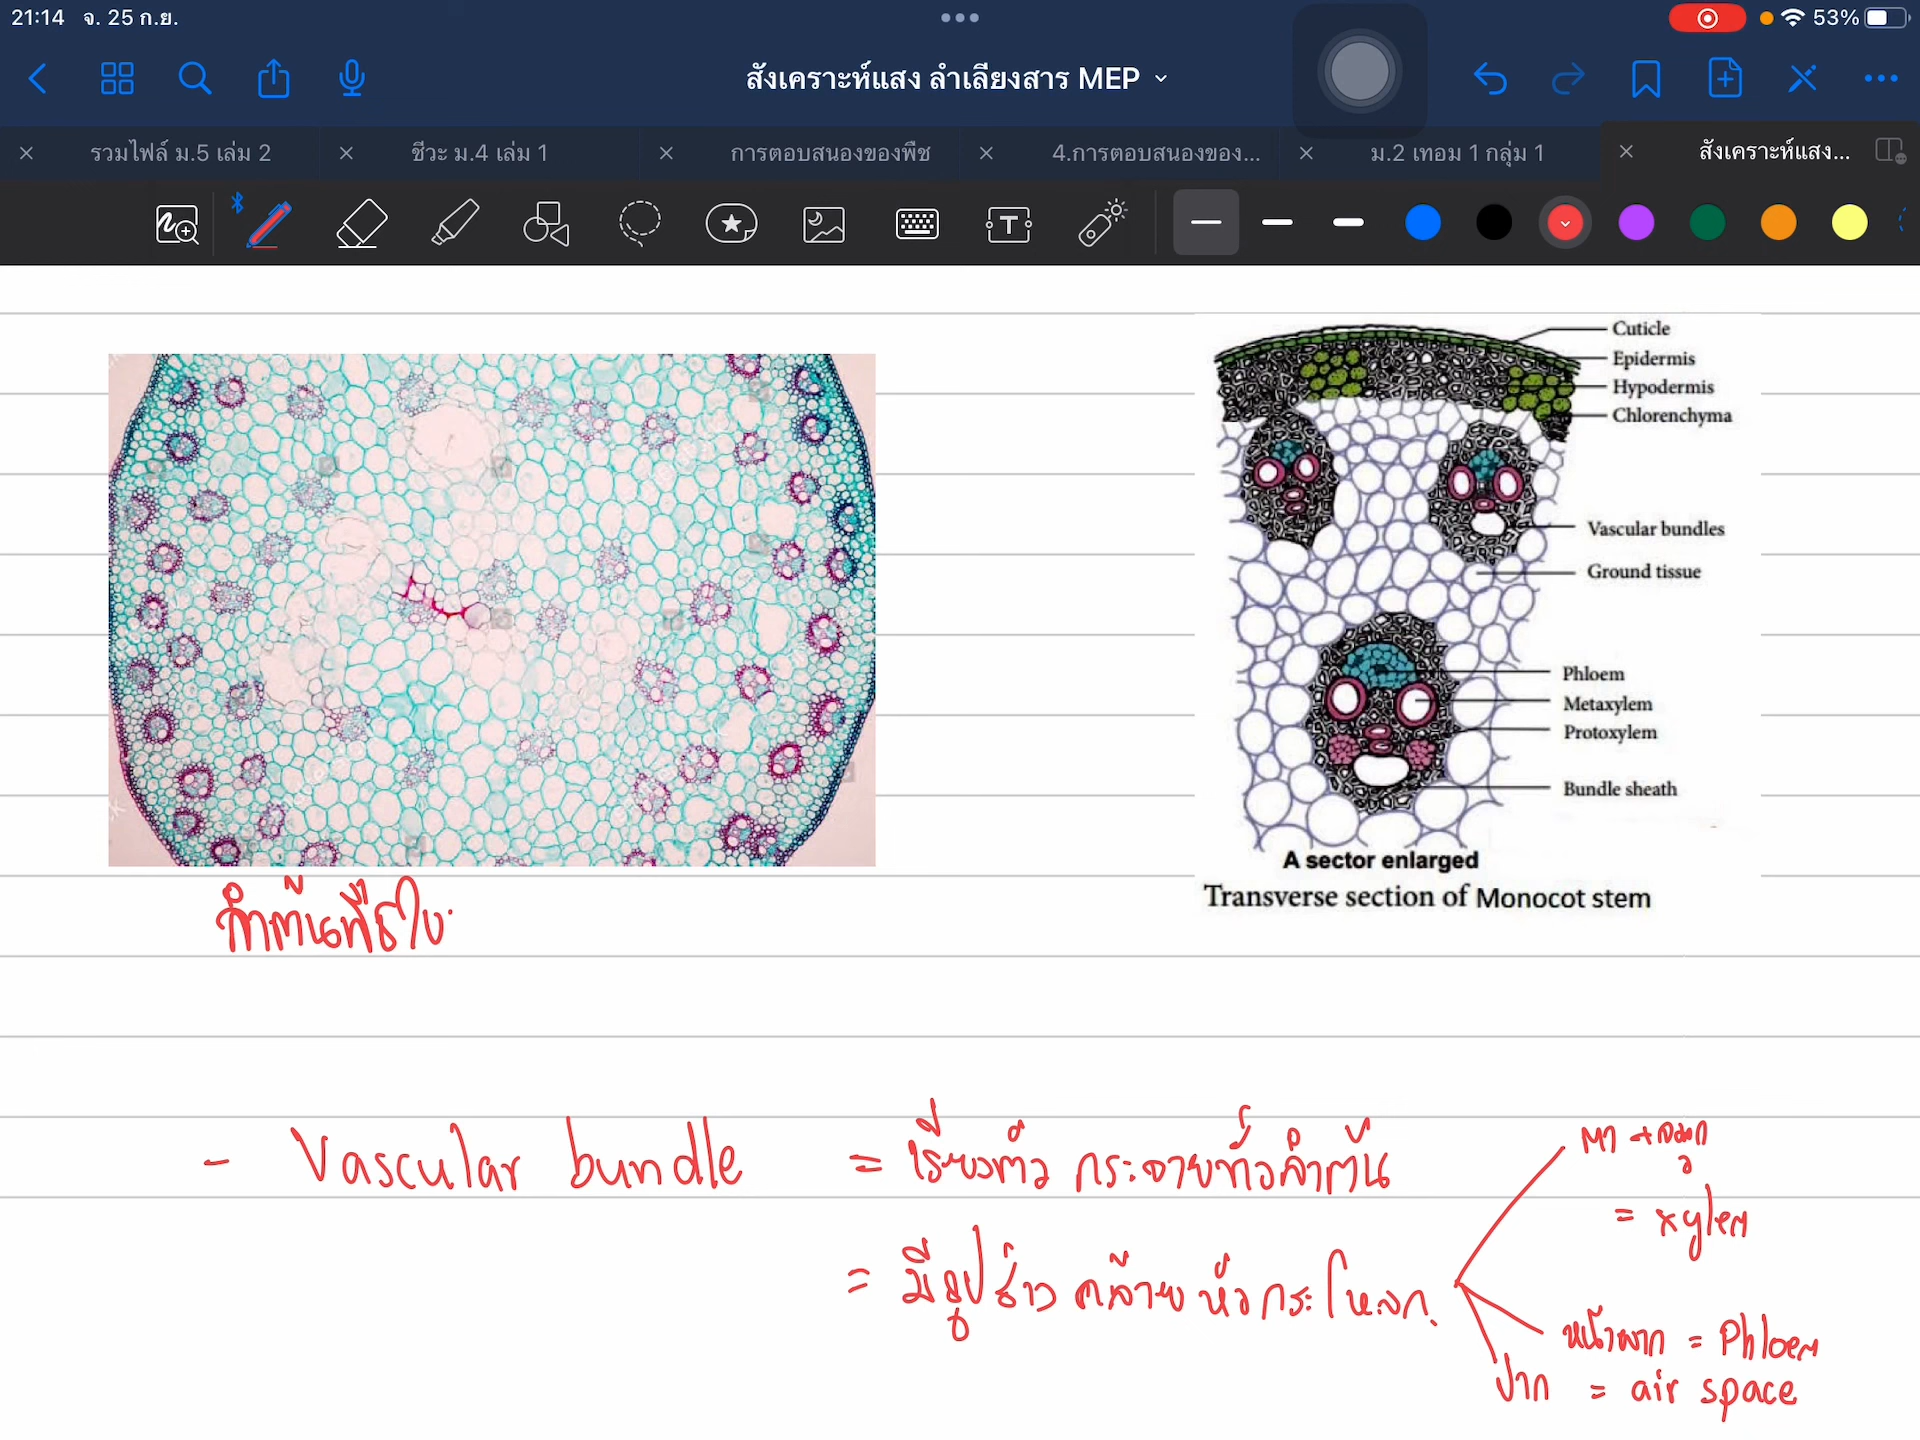 21:14 จ. 25 ก.ย.
53%
สังเคราะห์แสง ลำเลียงสาร MEP
รวมไฟล์ ม.5 เล่ม 2
ชีวะ ม.4 เล่ม 1
การตอบสนองของพืช
4.การตอบสนองของ...
ม.2 เทอม 1 กลุ่ม 1
สังเคราะห์แสง...
Cuticle
Epidermis
Hypodermis
Chlorenchyma
Vascular bundles
Ground tissue
Phloem
Metaxylem
Protoxylem
Bundle sheath
A sector enlarged
Transverse section of Monocot stem
ลำต้นพืชใบ
- Vascular bundle = เรียงตัว กระจายทั่วลำต้น
= มีรูปร่าง คล้าย หัวกะโหลก
ตา + จมูก
= xylem
หน้าผาก = Phloem
ปาก = air space